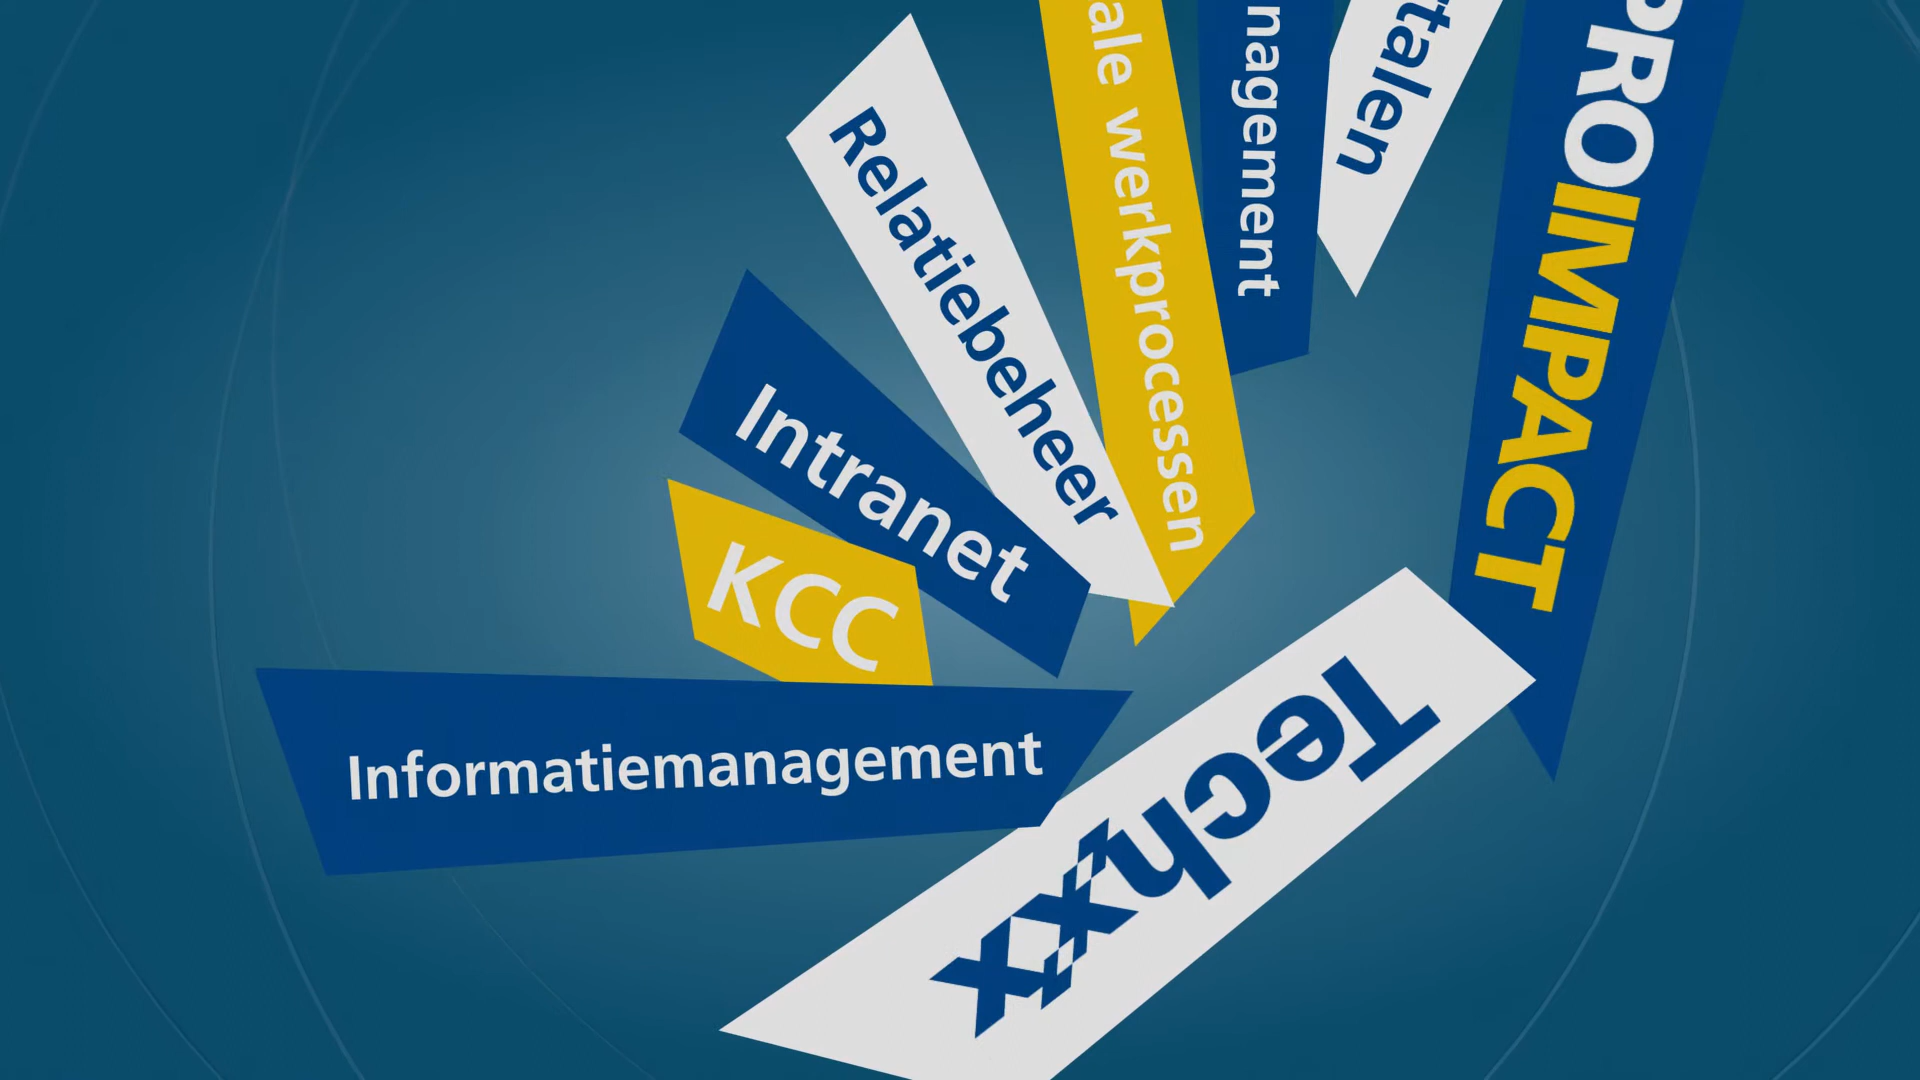 Informatiemanagement
KCC
Intranet
Relatiebeheer
ale werkprocessen
nagement
talen
PROIMPACT
Techxx